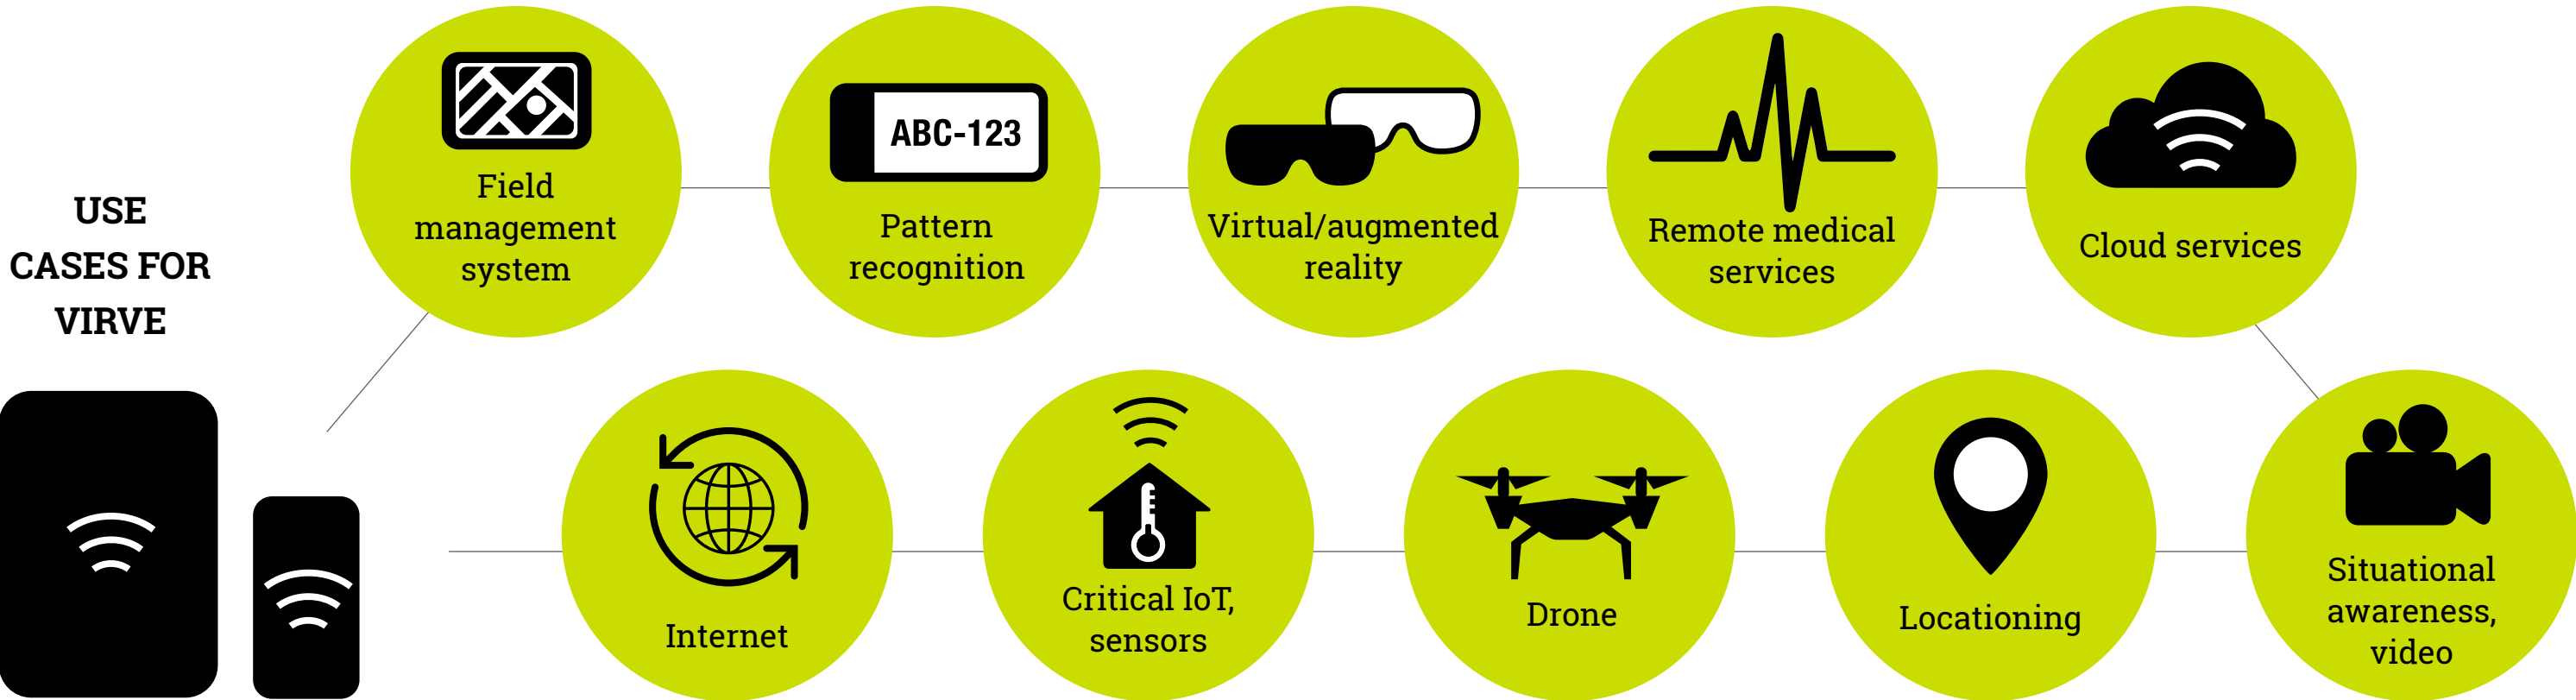 USE
CASES FOR
VIRVE
Field
management
system
ABC-123
Pattern
recognition
Virtual/augmented
reality
Remote medical
services
Cloud services
Internet
Critical IoT,
sensors
Drone
Locationing
Situational
awareness,
video